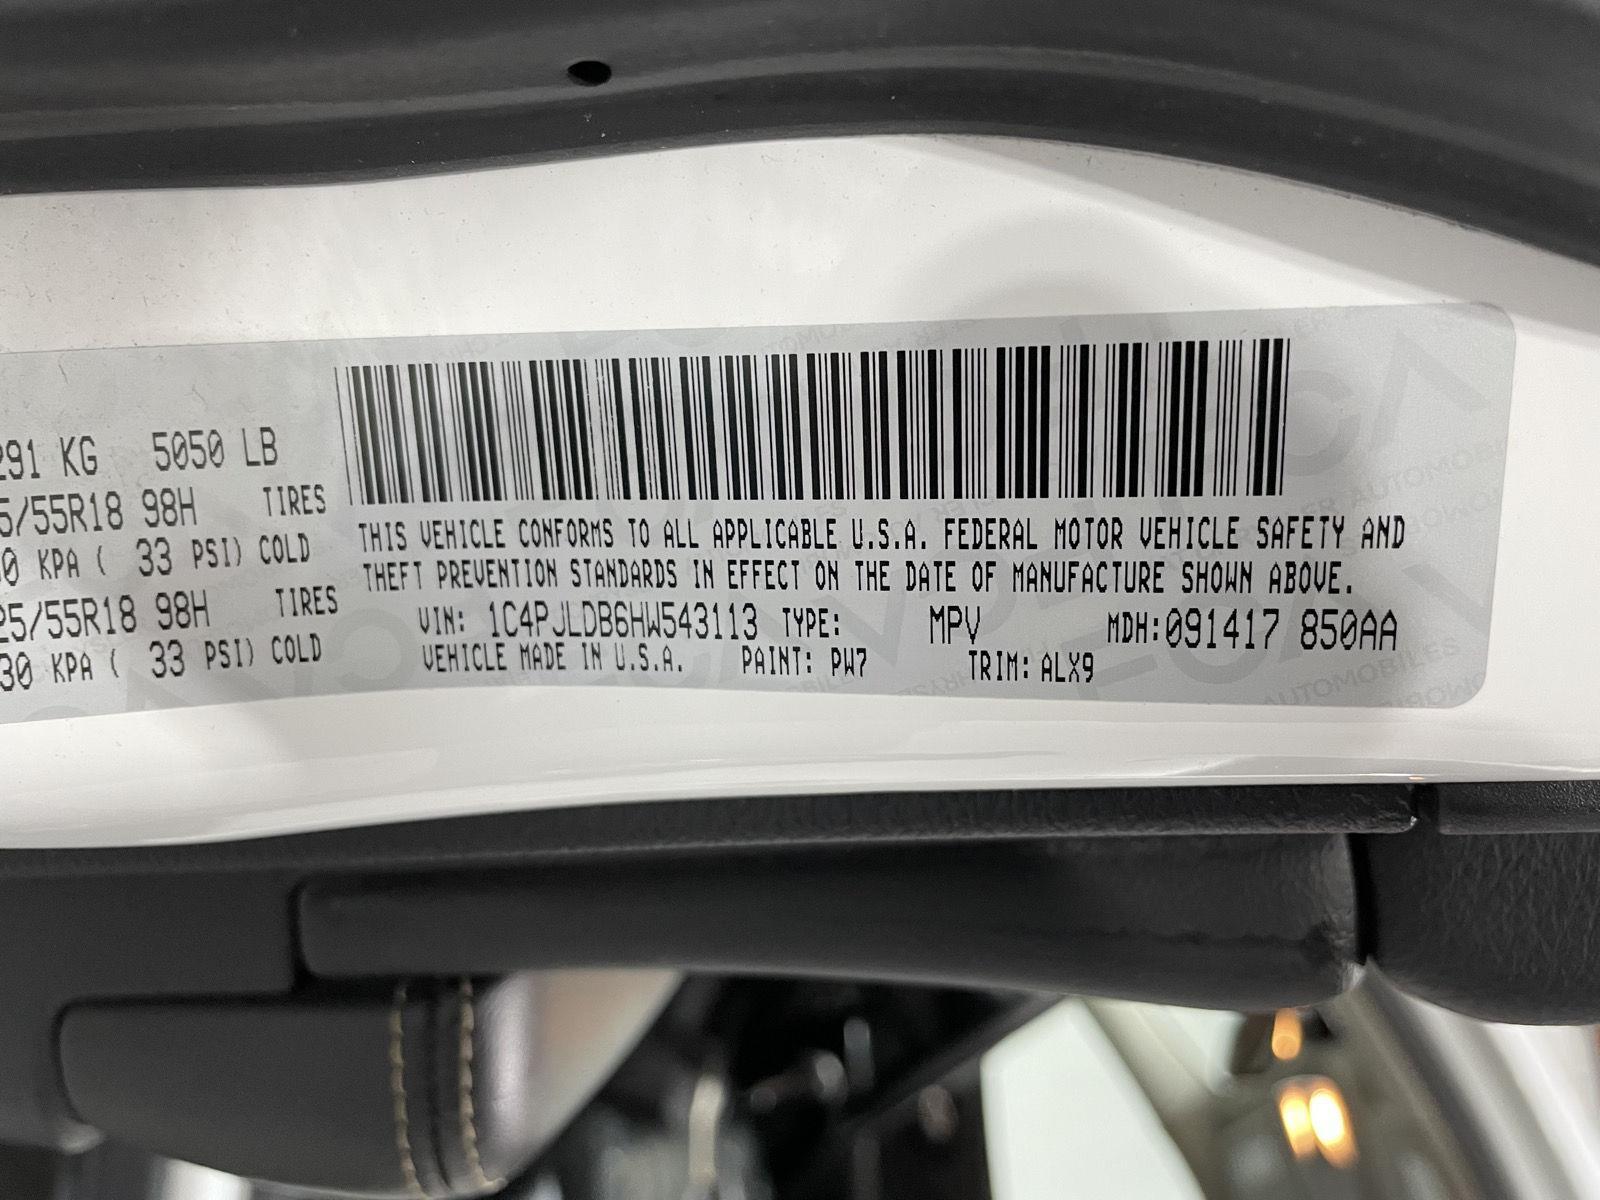 291 KG 5050 LB
5/55R18 98H TIRES
30 KPA ( 33 PSI) COLD
25/55R18 98H TIRES
30 KPA ( 33 PSI) COLD
THIS VEHICLE CONFORMS TO ALL APPLICABLE U.S.A. FEDERAL MOTOR VEHICLE SAFETY AND
THEFT PREVENTION STANDARDS IN EFFECT ON THE DATE OF MANUFACTURE SHOWN ABOVE.
VIN: 1C4PJLDB6HW543113 TYPE: MPV MDH:091417 850AA
VEHICLE MADE IN U.S.A. PAINT: PW7 TRIM: ALX9